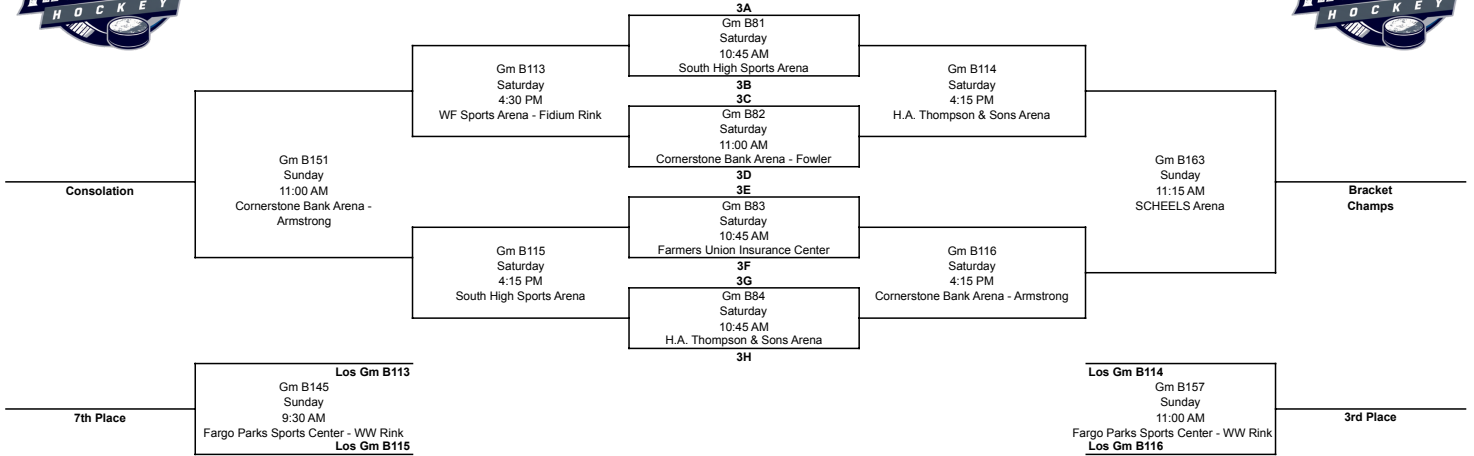 HOCKEY
HOCKEY
3A
Gm B81
Saturday
10:45 AM
South High Sports Arena
3B
3C
Gm B82
Saturday
11:00 AM
Cornerstone Bank Arena - Fowler
3D
3E
Gm B83
Saturday
10:45 AM
Farmers Union Insurance Center
3F
3G
Gm B84
Saturday
10:45 AM
H.A. Thompson & Sons Arena
3H
Gm B113
Saturday
4:30 PM
WF Sports Arena - Fidium Rink
Gm B114
Saturday
4:15 PM
H.A. Thompson & Sons Arena
Gm B151
Sunday
11:00 AM
Cornerstone Bank Arena -
Armstrong
Consolation
Gm B163
Sunday
11:15 AM
SCHEELS Arena
Bracket
Champs
Gm B115
Saturday
4:15 PM
South High Sports Arena
Gm B116
Saturday
4:15 PM
Cornerstone Bank Arena - Armstrong
Los Gm B113
Gm B145
Sunday
9:30 AM
Fargo Parks Sports Center - WW Rink
Los Gm B115
7th Place
Los Gm B114
Gm B157
Sunday
11:00 AM
Fargo Parks Sports Center - WW Rink
Los Gm B116
3rd Place